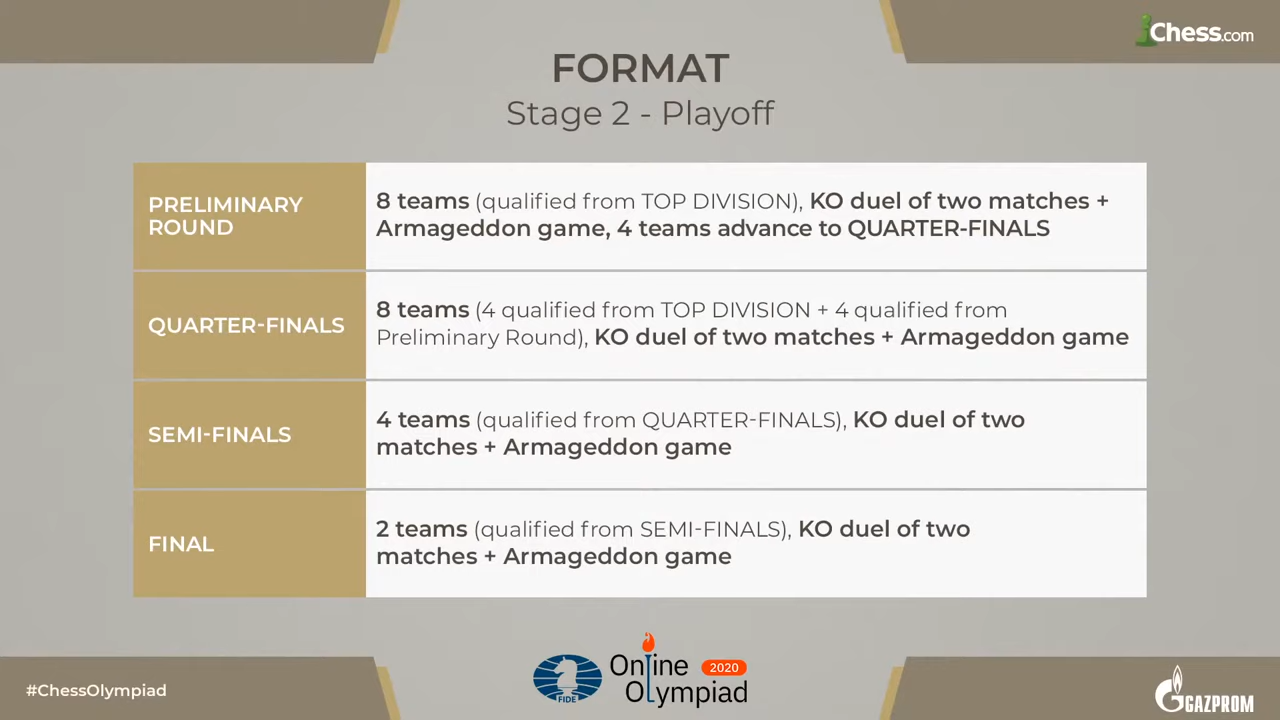 Chess.com
FORMAT
Stage 2 - Playoff
PRELIMINARY
ROUND
8 teams (qualified from TOP DIVISION), KO duel of two matches +
Armageddon game, 4 teams advance to QUARTER-FINALS
QUARTER-FINALS
8 teams (4 qualified from TOP DIVISION + 4 qualified from
Preliminary Round), KO duel of two matches + Armageddon game
SEMI-FINALS
4 teams (qualified from QUARTER-FINALS), KO duel of two
matches + Armageddon game
FINAL
2 teams (qualified from SEMI-FINALS), KO duel of two
matches + Armageddon game
#ChessOlympiad
FIDE
Online 2020
Olympiad
GAZPROM